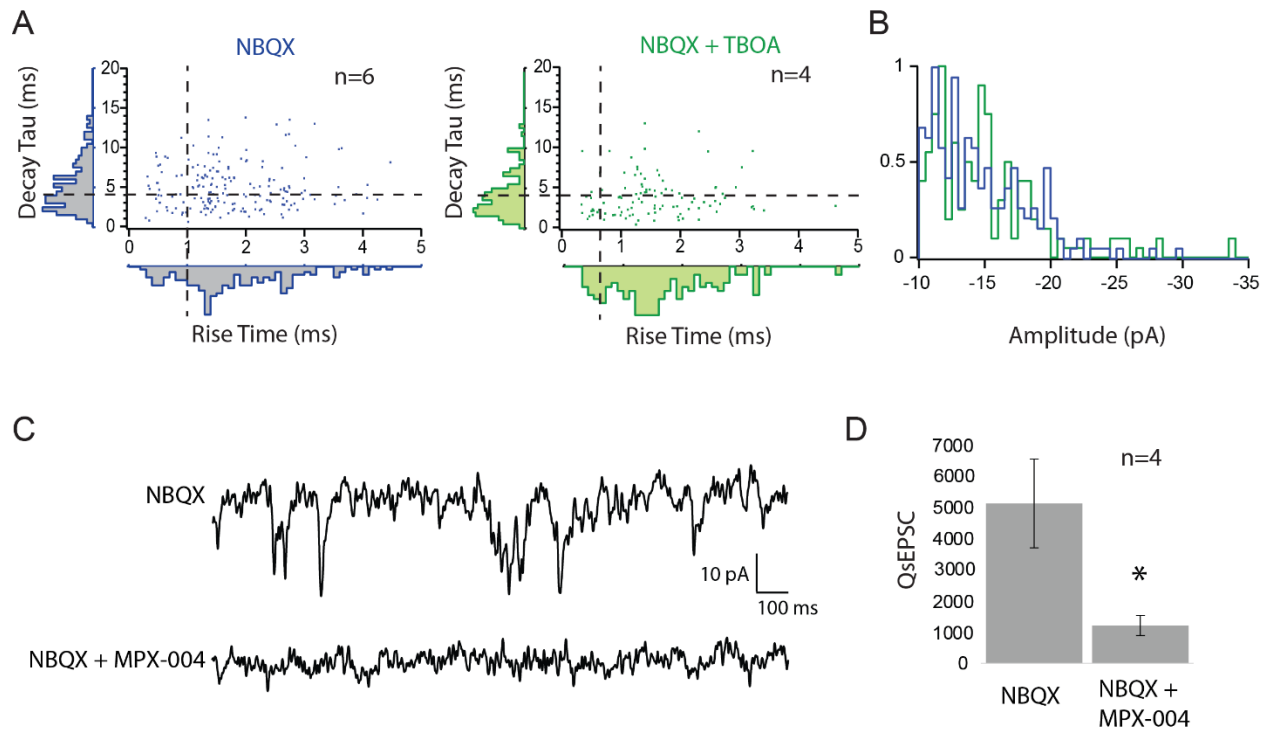 A
NBQX
n=6
Decay Tau (ms)
20
15
10
5
0
0 1 2 3 4 5
Rise Time (ms)
NBQX + TBOA
n=4
Decay Tau (ms)
20
15
10
5
0
0 1 2 3 4 5
Rise Time (ms)
B
1
0.5
0
-10 -15 -20 -25 -30 -35
Amplitude (pA)
C
NBQX
10 pA
100 ms
NBQX + MPX-004
D
n=4
QsEPSC
7000
6000
5000
4000
3000
2000
1000
0
*
NBQX
NBQX +
MPX-004